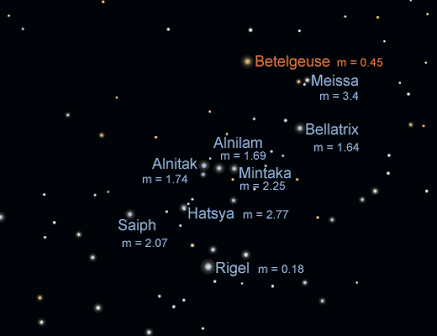 Betelgeuse m = 0.45
Meissa
m = 3.4
Bellatrix
m = 1.64
Alnilam
m = 1.69
Alnitak
m = 1.74
Mintaka
m = 2.25
Hatsya m = 2.77
Saiph
m = 2.07
Rigel m = 0.18